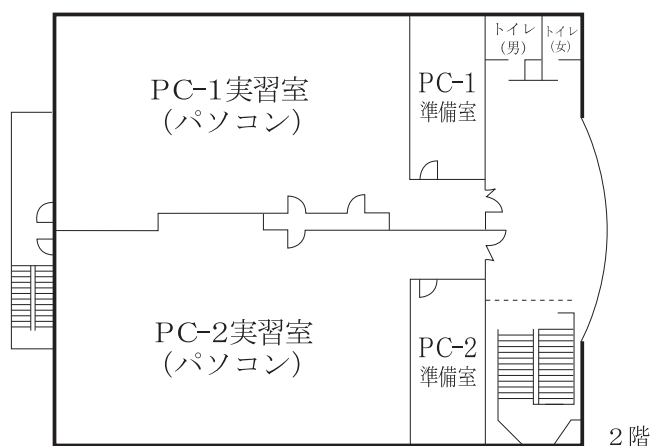 PC-1実習室
(パソコン)
PC-1
準備室
トイレ
(男)
トイレ
(女)
PC-2実習室
(パソコン)
PC-2
準備室
2階